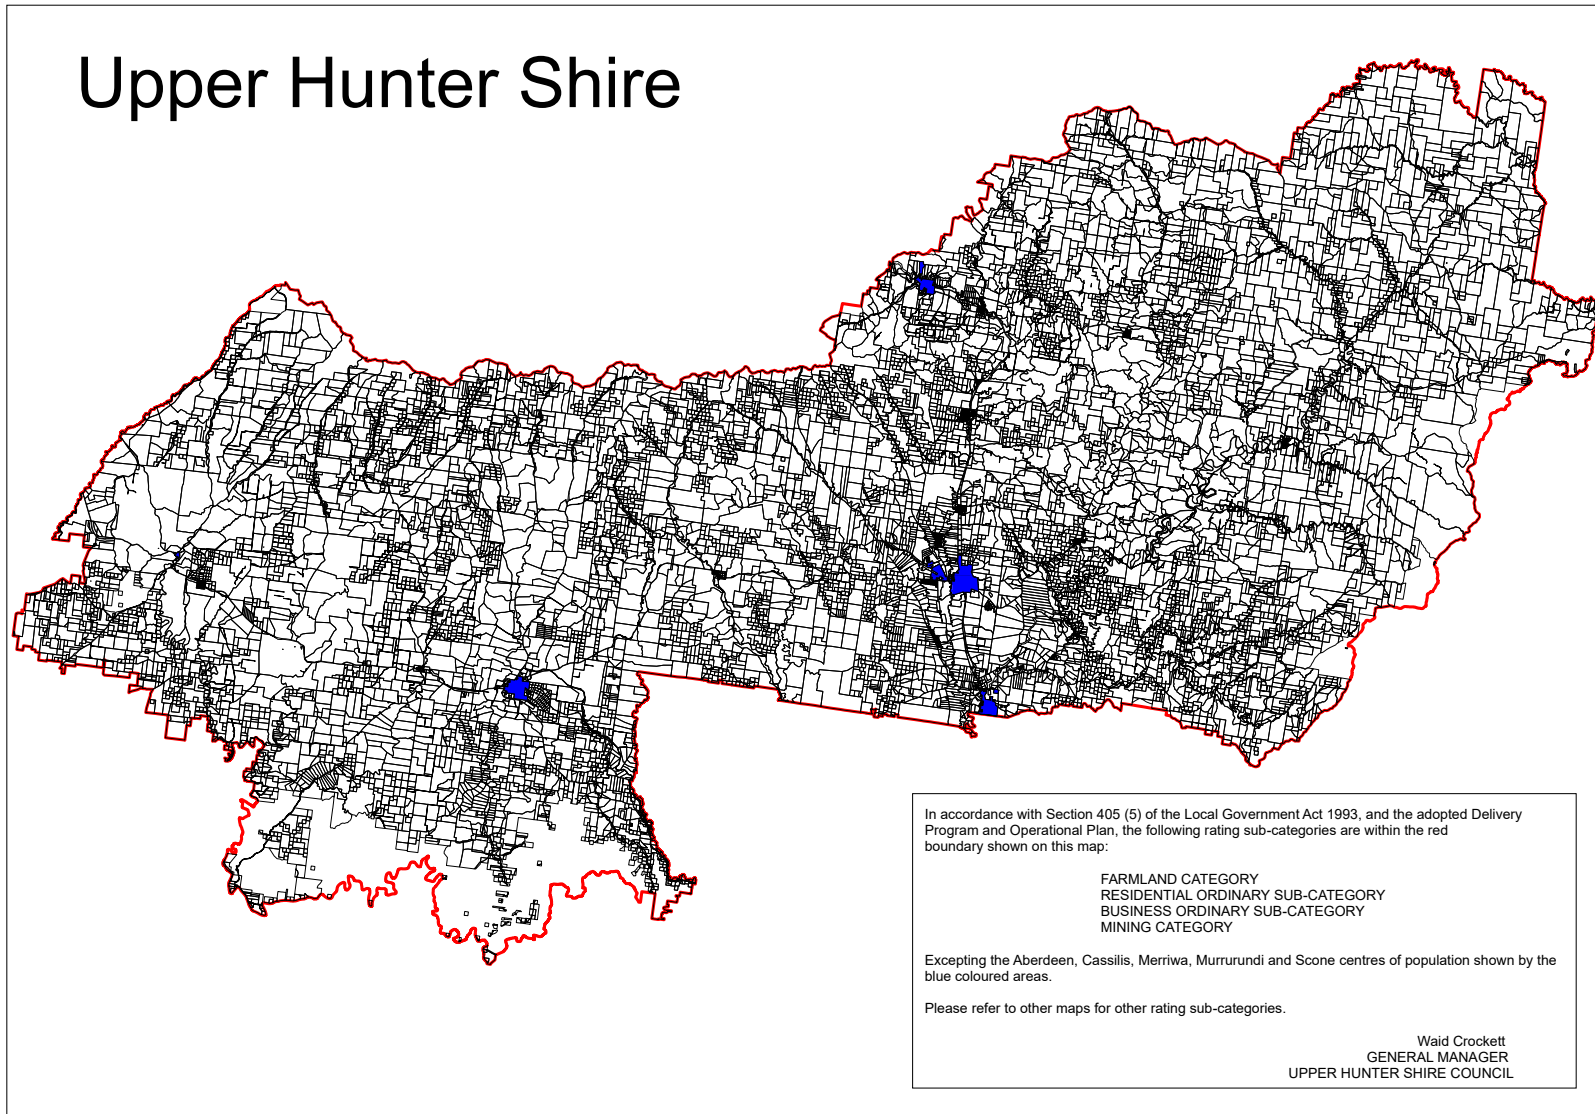 Upper Hunter Shire
In accordance with Section 405 (5) of the Local Government Act 1993, and the adopted Delivery
Program and Operational Plan, the following rating sub-categories are within the red
boundary shown on this map:
FARMLAND CATEGORY
RESIDENTIAL ORDINARY SUB-CATEGORY
BUSINESS ORDINARY SUB-CATEGORY
MINING CATEGORY
Excepting the Aberdeen, Cassilis, Merriwa, Murrurundi and Scone centres of population shown by the
blue coloured areas.
Please refer to other maps for other rating sub-categories.
Waid Crockett
GENERAL MANAGER
UPPER HUNTER SHIRE COUNCIL